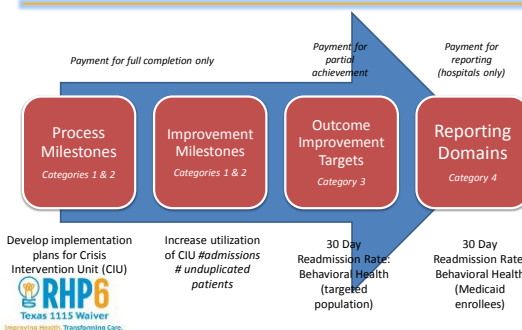 Payment for full completion only
Payment for
partial
achievement
Payment for
reporting
(hospitals only)
Process
Milestones
Categories 1 & 2
Improvement
Milestones
Categories 1 & 2
Outcome
Improvement
Targets
Category 3
Reporting
Domains
Category 4
Develop implementation
plans for Crisis
Intervention Unit (CIU)
Increase utilization
of CIU #admissions
# unduplicated
patients
30 Day
Readmission Rate:
Behavioral Health
(targeted
population)
30 Day
Readmission Rate:
Behavioral Health
(Medicaid
enrollees)
RHP6
Texas 1115 Waiver
Improving Health. Transforming Care.